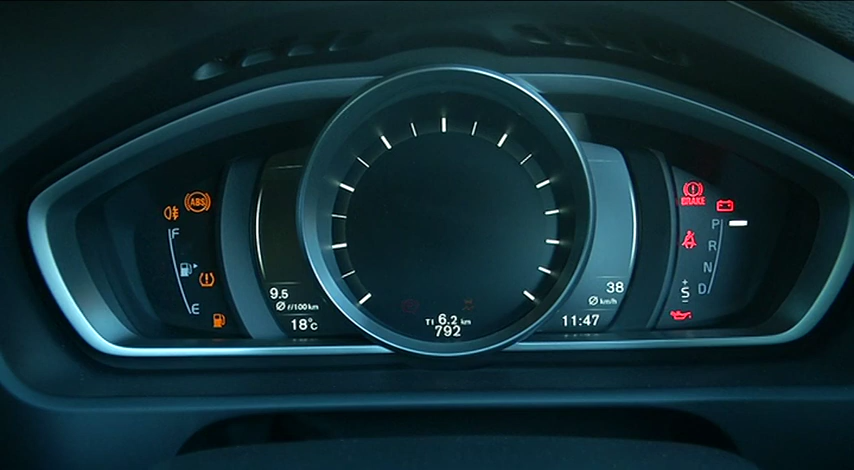 ABS
F
E
9.5
Ø ℓ/100km
18°C
T1 6.2 km
792
38
Ø km/h
11:47
BRAKE
P
R
N
D
+S-